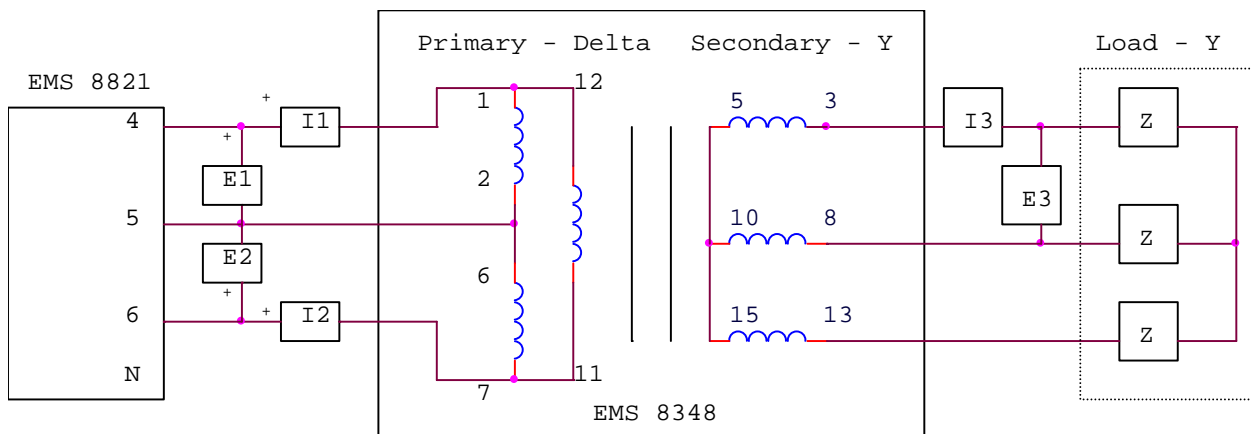 Primary - Delta
Secondary - Y
Load - Y
EMS 8821
12
4
+
+
I1
1
5
3
I3
Z
E1
2
E3
5
10
8
Z
E2
6
+
15
13
6
+
I2
Z
N
7
11
EMS 8348